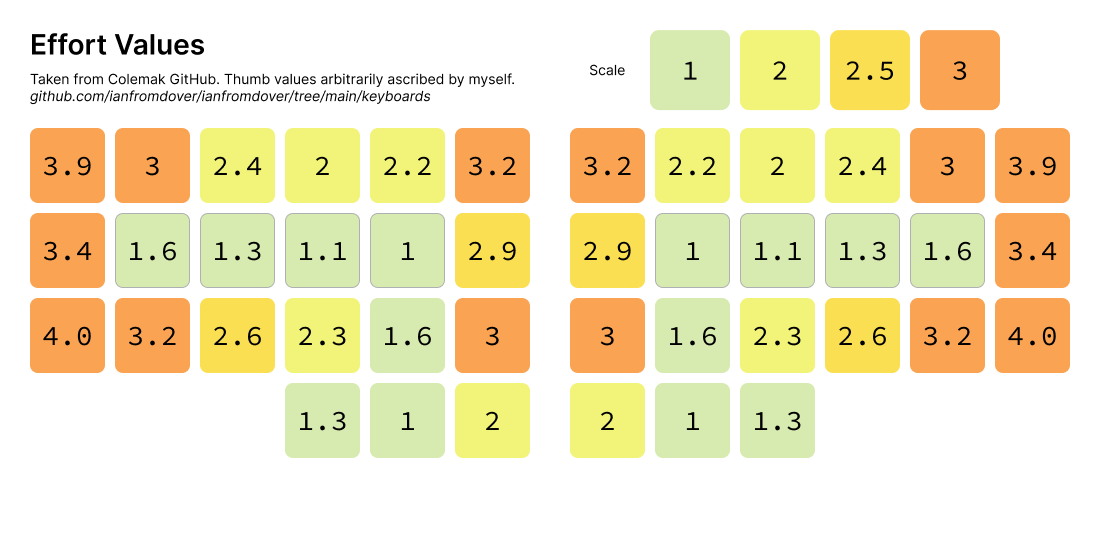 Effort Values
Taken from Colemak GitHub. Thumb values arbitrarily ascribed by myself.
github.com/ianfromdover/ianfromdover/tree/main/keyboards
Scale 1 2 2.5 3
3.9 3 2.4 2 2.2 3.2 3.2 2.2 2 2.4 3 3.9
3.4 1.6 1.3 1.1 1 2.9 2.9 1 1.1 1.3 1.6 3.4
4.0 3.2 2.6 2.3 1.6 3 3 1.6 2.3 2.6 3.2 4.0
1.3 1 2 2 1 1.3